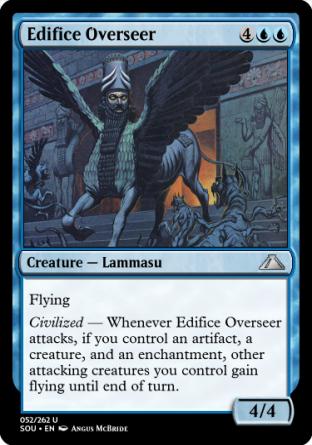 Edifice Overseer 4
Creature — Lammasu
Flying
Civilized — Whenever Edifice Overseer
attacks, if you control an artifact, a
creature, and an enchantment, other
attacking creatures you control gain
flying until end of turn.
4/4
052/262 U
SOU • EN Angus McBride